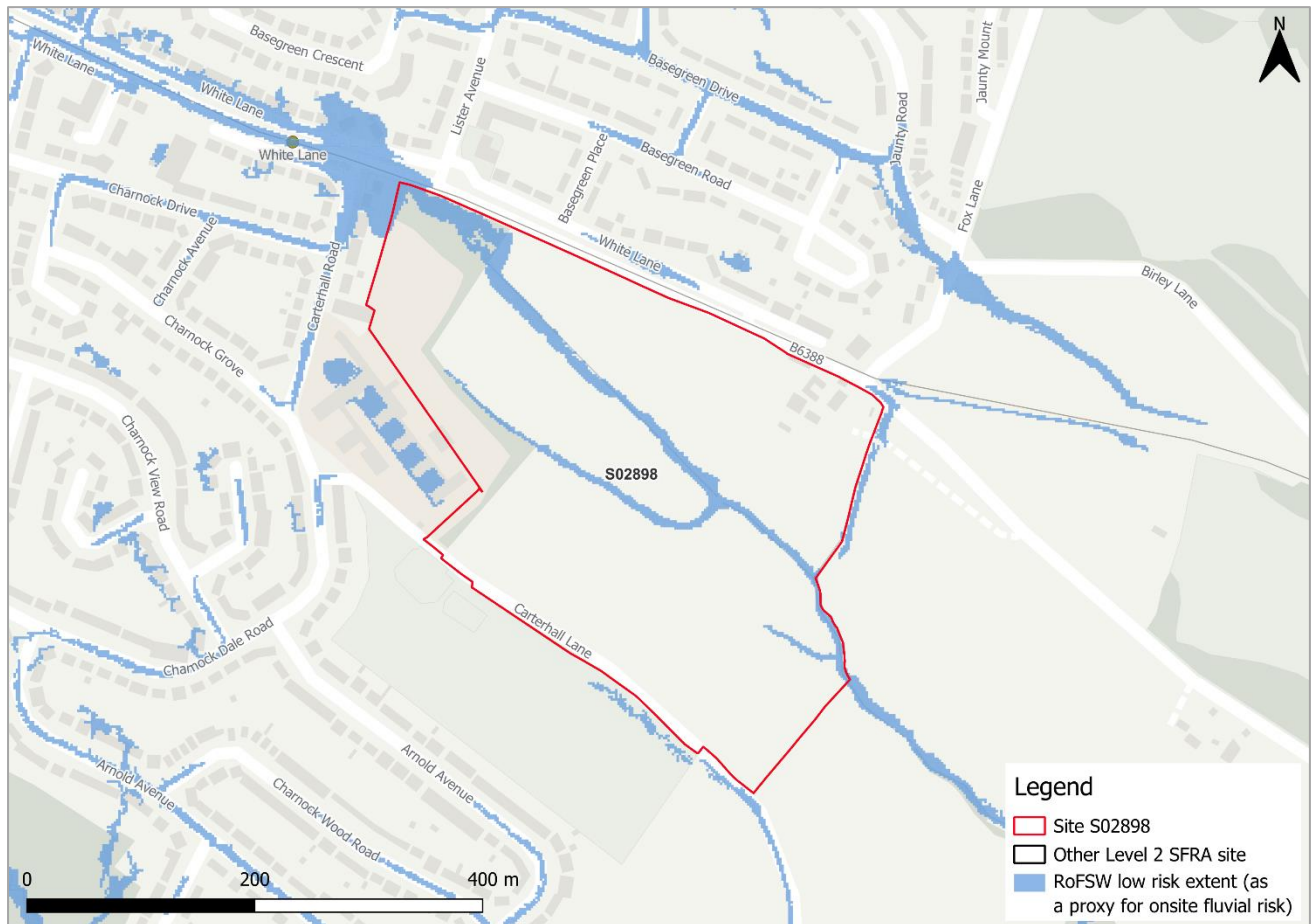 N
Basegreen Crescent
Jaunty Mount
White Lane
White Lane
Lister Avenue
Basegreen Drive
Jaunty Road
White Lane
Basegreen Place
Basegreen Road
Fox Lane
Charnock Drive
Charnock Avenue
Carterhall Road
White Lane
Birley Lane
Charnock Grove
B6388
Charnock View Road
S02898
Carterhall Lane
Charnock Dale Road
Arnold Avenue
Arnold Avenue
Charnock Wood Road
Legend
Site S02898
Other Level 2 SFRA site
RoFSW low risk extent (as
a proxy for onsite fluvial risk)
0 200 400 m